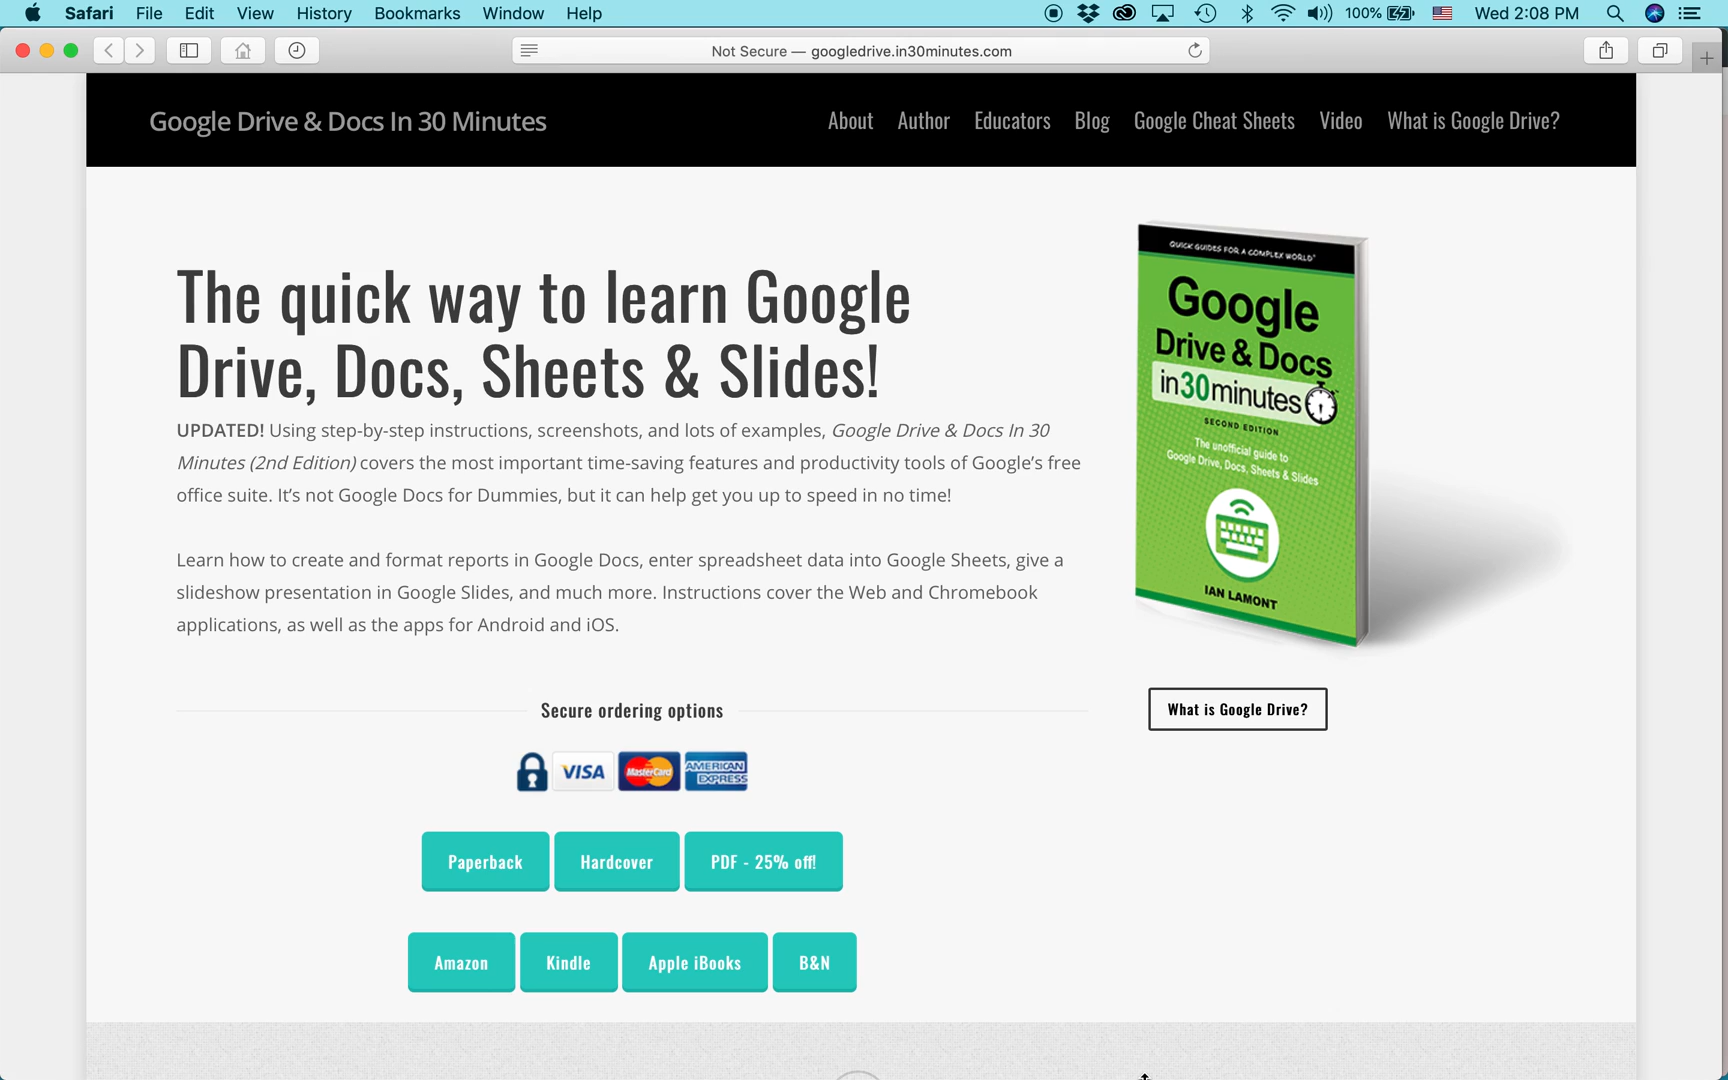 Safari File Edit View History Bookmarks Window Help 100% Wed 2:08 PM
Not Secure — googledrive.in30minutes.com
Google Drive & Docs In 30 Minutes
About Author Educators Blog Google Cheat Sheets Video What is Google Drive?
The quick way to learn Google
Drive, Docs, Sheets & Slides!
UPDATED! Using step-by-step instructions, screenshots, and lots of examples, Google Drive & Docs In 30
Minutes (2nd Edition) covers the most important time-saving features and productivity tools of Google's free
office suite. It's not Google Docs for Dummies, but it can help get you up to speed in no time!
Learn how to create and format reports in Google Docs, enter spreadsheet data into Google Sheets, give a
slideshow presentation in Google Slides, and much more. Instructions cover the Web and Chromebook
applications, as well as the apps for Android and iOS.
QUICK GUIDES FOR A COMPLEX WORLD®
Google
Drive & Docs
in30minutes
SECOND EDITION
The unofficial guide to
Google Drive, Docs, Sheets & Slides
IAN LAMONT
What is Google Drive?
Secure ordering options
VISA MasterCard AMERICAN EXPRESS
Paperback Hardcover PDF - 25% off!
Amazon Kindle Apple iBooks B&N